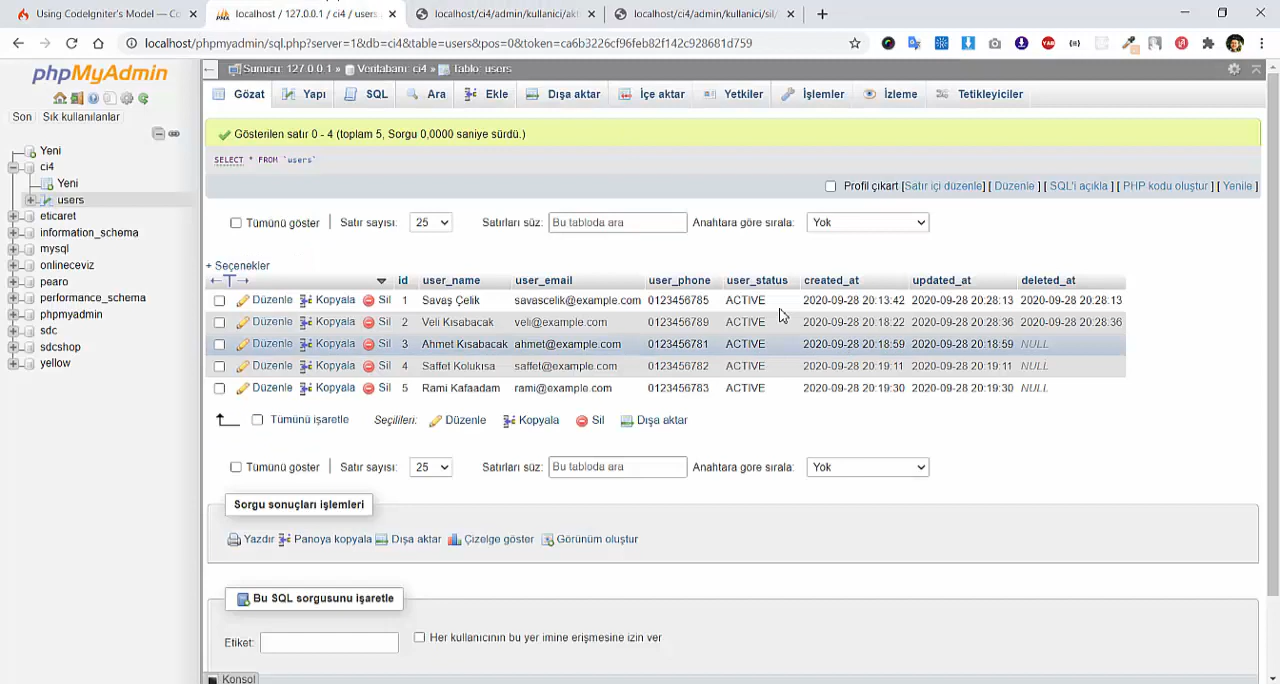 Using CodeIgniter's Model — Co
localhost / 127.0.0.1 / ci4 / users
localhost/ci4/admin/kullanici/akt
localhost/ci4/admin/kullanici/sil/
localhost/phpmyadmin/sql.php?server=1&db=ci4&table=users&pos=0&token=ca6b3226cf96feb82f142c928681d759
phpMyAdmin
Son Sık kullanılanlar
Yeni
ci4
Yeni
users
eticaret
information_schema
mysql
onlineceviz
pearo
performance_schema
phpmyadmin
sdc
sdcshop
yellow
Sunucu: 127.0.0.1 » Veritabanı: ci4 » Tablo: users
Gözat Yapı SQL Ara Ekle Dışa aktar İçe aktar Yetkiler İşlemler İzleme Tetikleyiciler
Gösterilen satır 0 - 4 (toplam 5, Sorgu 0,0000 saniye sürdü.)
SELECT * FROM `users`
Profil çıkart [Satır içi düzenle] [ Düzenle ] [ SQL'i açıkla ] [ PHP kodu oluştur ] [ Yenile ]
Tümünü göster Satır sayısı: 25 Satırları süz: Bu tabloda ara Anahtara göre sırala: Yok
+ Seçenekler
id user_name user_email user_phone user_status created_at updated_at deleted_at
Düzenle Kopyala Sil 1 Savaş Çelik savascelik@example.com 0123456785 ACTIVE 2020-09-28 20:13:42 2020-09-28 20:28:13 2020-09-28 20:28:13
Düzenle Kopyala Sil 2 Veli Kısabacak veli@example.com 0123456789 ACTIVE 2020-09-28 20:18:22 2020-09-28 20:28:36 2020-09-28 20:28:36
Düzenle Kopyala Sil 3 Ahmet Kısabacak ahmet@example.com 0123456781 ACTIVE 2020-09-28 20:18:59 2020-09-28 20:18:59 NULL
Düzenle Kopyala Sil 4 Saffet Kolukısa saffet@example.com 0123456782 ACTIVE 2020-09-28 20:19:11 2020-09-28 20:19:11 NULL
Düzenle Kopyala Sil 5 Rami Kafaadam rami@example.com 0123456783 ACTIVE 2020-09-28 20:19:30 2020-09-28 20:19:30 NULL
Tümünü işaretle Seçilileri: Düzenle Kopyala Sil Dışa aktar
Tümünü göster Satır sayısı: 25 Satırları süz: Bu tabloda ara Anahtara göre sırala: Yok
Sorgu sonuçları işlemleri
Yazdır Panoya kopyala Dışa aktar Çizelge göster Görünüm oluştur
Bu SQL sorgusunu işaretle
Etiket: Her kullanıcının bu yer imine erişmesine izin ver
Konsol